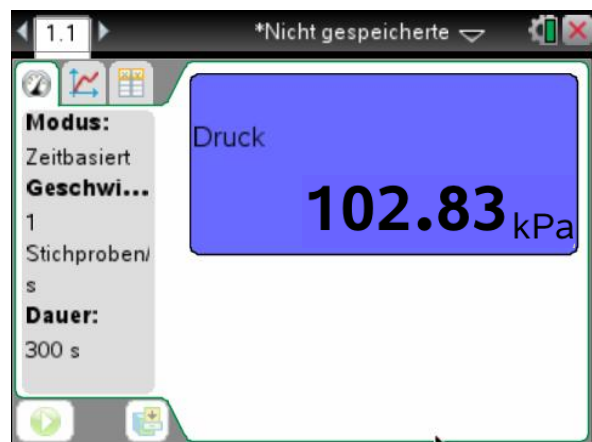 1.1
*Nicht gespeicherte
Modus:
Zeitbasiert
Geschwi...
1
Stichproben/
s
Dauer:
300 s
Druck
102.83 kPa